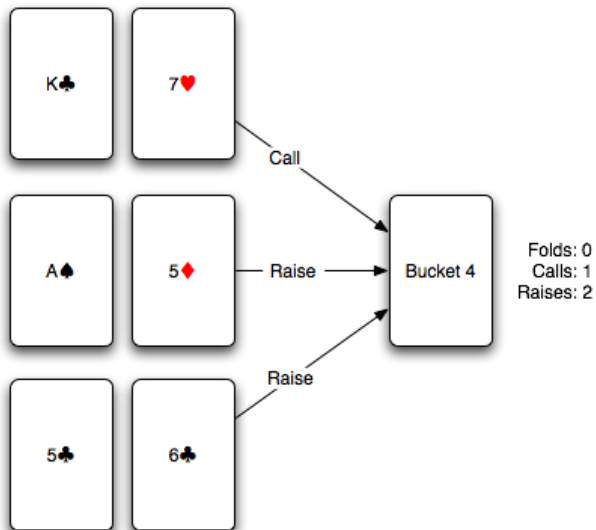 K♣ 7♥
Call
A♠ 5♦ Raise Bucket 4
Folds: 0
Calls: 1
Raises: 2
Raise
5♣ 6♣